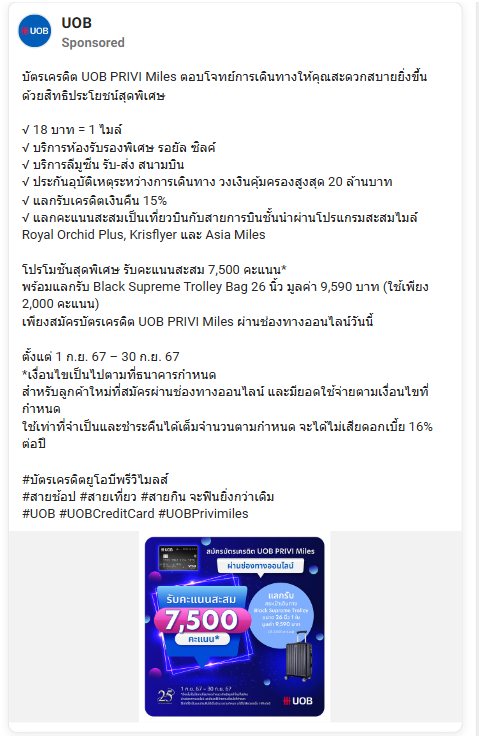 UOB
UOB
Sponsored
บัตรเครดิต UOB PRIVI Miles ตอบโจทย์การเดินทางให้คุณสะดวกสบายยิ่งขึ้น
ด้วยสิทธิประโยชน์สุดพิเศษ
√ 18 บาท = 1 ไมล์
√ บริการห้องรับรองพิเศษ รอยัล ซิลค์
√ บริการลีมูซีน รับ-ส่ง สนามบิน
√ ประกันอุบัติเหตุระหว่างการเดินทาง วงเงินคุ้มครองสูงสุด 20 ล้านบาท
√ แลกรับเครดิตเงินคืน 15%
√ แลกคะแนนสะสมเป็นเที่ยวบินกับสายการบินชั้นนำผ่านโปรแกรมสะสมไมล์
Royal Orchid Plus, Krisflyer และ Asia Miles
โปรโมชันสุดพิเศษ รับคะแนนสะสม 7,500 คะแนน*
พร้อมแลกรับ Black Supreme Trolley Bag 26 นิ้ว มูลค่า 9,590 บาท (ใช้เพียง
2,000 คะแนน)
เพียงสมัครบัตรเครดิต UOB PRIVI Miles ผ่านช่องทางออนไลน์วันนี้
ตั้งแต่ 1 ก.ย. 67 – 30 ก.ย. 67
*เงื่อนไขเป็นไปตามที่ธนาคารกำหนด
สำหรับลูกค้าใหม่ที่สมัครผ่านช่องทางออนไลน์ และมียอดใช้จ่ายตามเงื่อนไขที่
กำหนด
ใช้เท่าที่จำเป็นและชำระคืนได้เต็มจำนวนตามกำหนด จะได้ไม่เสียดอกเบี้ย 16%
ต่อปี
#บัตรเครดิตยูโอบีพรีวิไมลส์
#สายช้อป #สายเที่ยว #สายกิน จะฟินยิ่งกว่าเดิม
#UOB #UOBCreditCard #UOBPrivimiles
UOB
VISA
สมัครบัตรเครดิต UOB PRIVI Miles
ผ่านช่องทางออนไลน์
รับคะแนนสะสม
7,500
คะแนน*
แลกรับ
Black Supreme Trolley
ขนาด 26 นิ้ว 1 ใบ
มูลค่า 9,590 บาท
25
1 ก.ย. 67 – 30 ก.ย. 67
UOB